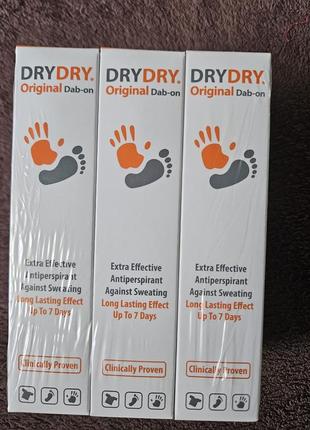 DRYDRY®
Original Dab-on
Extra Effective
Antiperspirant
Against Sweating
Long Lasting Effect
Up To 7 Days
Clinically Proven
DRYDRY®
Original Dab-on
Extra Effective
Antiperspirant
Against Sweating
Long Lasting Effect
Up To 7 Days
Clinically Proven
DRYDRY®
Original Dab-on
Extra Effective
Antiperspirant
Against Sweating
Long Lasting Effect
Up To 7 Days
Clinically Proven